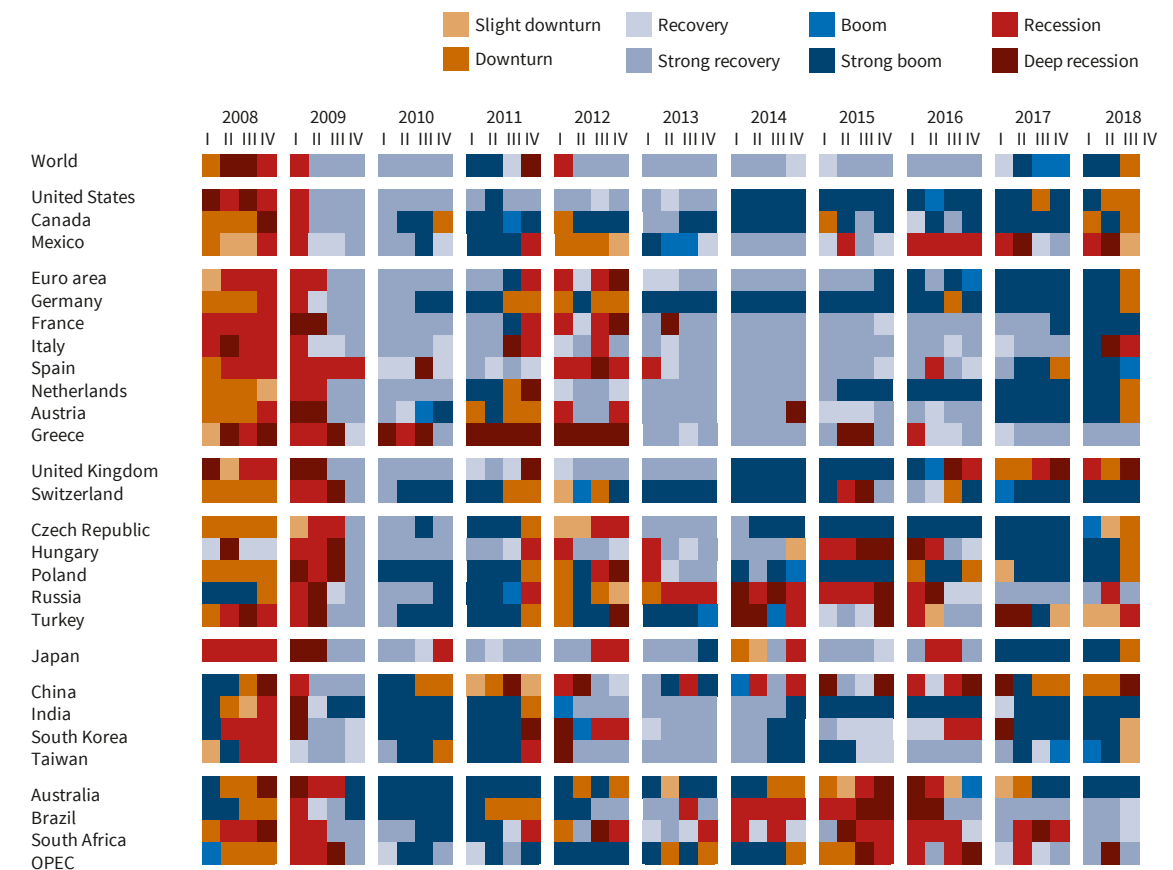 Slight downturn Recovery Boom Recession
Downturn Strong recovery Strong boom Deep recession
2008 2009 2010 2011 2012 2013 2014 2015 2016 2017 2018
I II III IV I II III IV I II III IV I II III IV I II III IV I II III IV I II III IV I II III IV I II III IV I II III IV I II III IV
World
United States
Canada
Mexico
Euro area
Germany
France
Italy
Spain
Netherlands
Austria
Greece
United Kingdom
Switzerland
Czech Republic
Hungary
Poland
Russia
Turkey
Japan
China
India
South Korea
Taiwan
Australia
Brazil
South Africa
OPEC